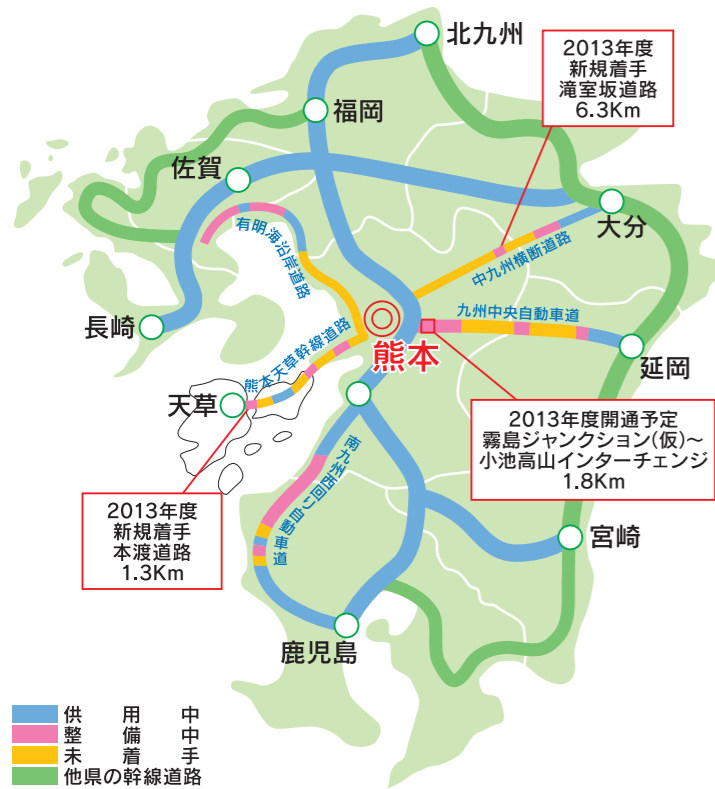 北九州
2013年度
新規着手
滝室坂道路
6.3Km
福岡
佐賀
大分
有明海沿岸道路
中九州横断道路
九州中央自動車道
長崎
熊本
延岡
熊本天草幹線道路
天草
2013年度開通予定
霧島ジャンクション(仮)~
小池高山インターチェンジ
1.8Km
南九州西回り自動車道
2013年度
新規着手
本渡道路
1.3Km
宮崎
鹿児島
供用中
整備中
未着手
他県の幹線道路